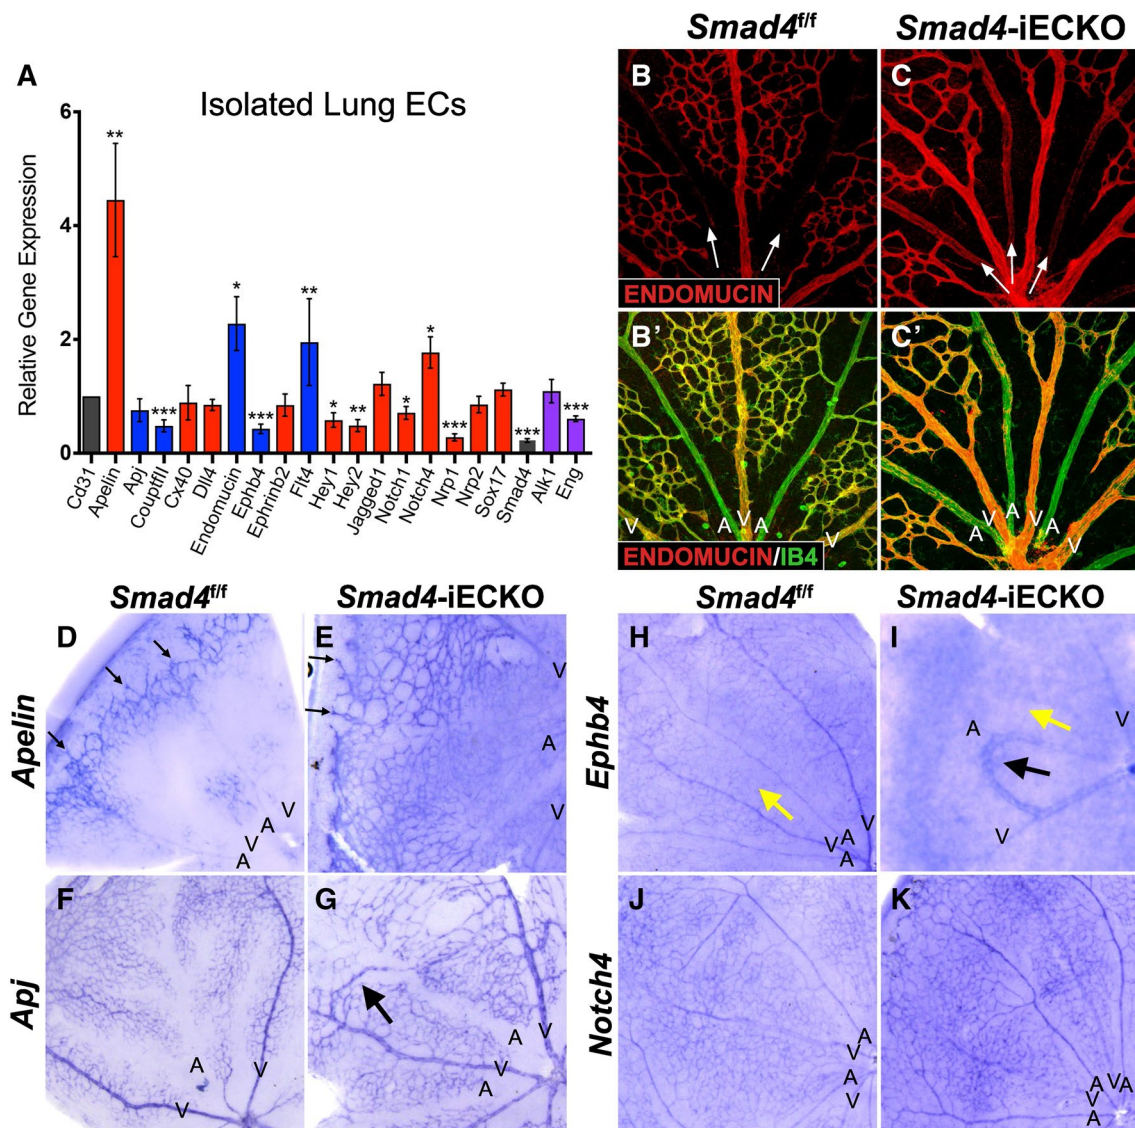 Smad4f/f
Smad4-iECKO
A
Isolated Lung ECs
Relative Gene Expression
6
4
2
0
**
***
*
***
**
*
**
*
*
***
***
***
Cd31
Apelin
Apj
CouptfII
Cx40
Dll4
Endomucin
Ephb4
Ephrinb2
Flt4
Hey1
Hey2
Jagged1
Notch1
Notch4
Nrp1
Nrp2
Sox17
Smad4
Alk1
Eng
B
ENDOMUCIN
C
B'
V A V A V
ENDOMUCIN/IB4
C'
A V A V A V
Smad4f/f
Smad4-iECKO
Smad4f/f
Smad4-iECKO
Apelin
D
V
A
V
A
E
V
A
V
Ephb4
H
V A V
A
I
A
V
V
Apj
F
A
V
V
G
A
V
V
A
Notch4
J
A
V
A
V
K
A V A
V
A